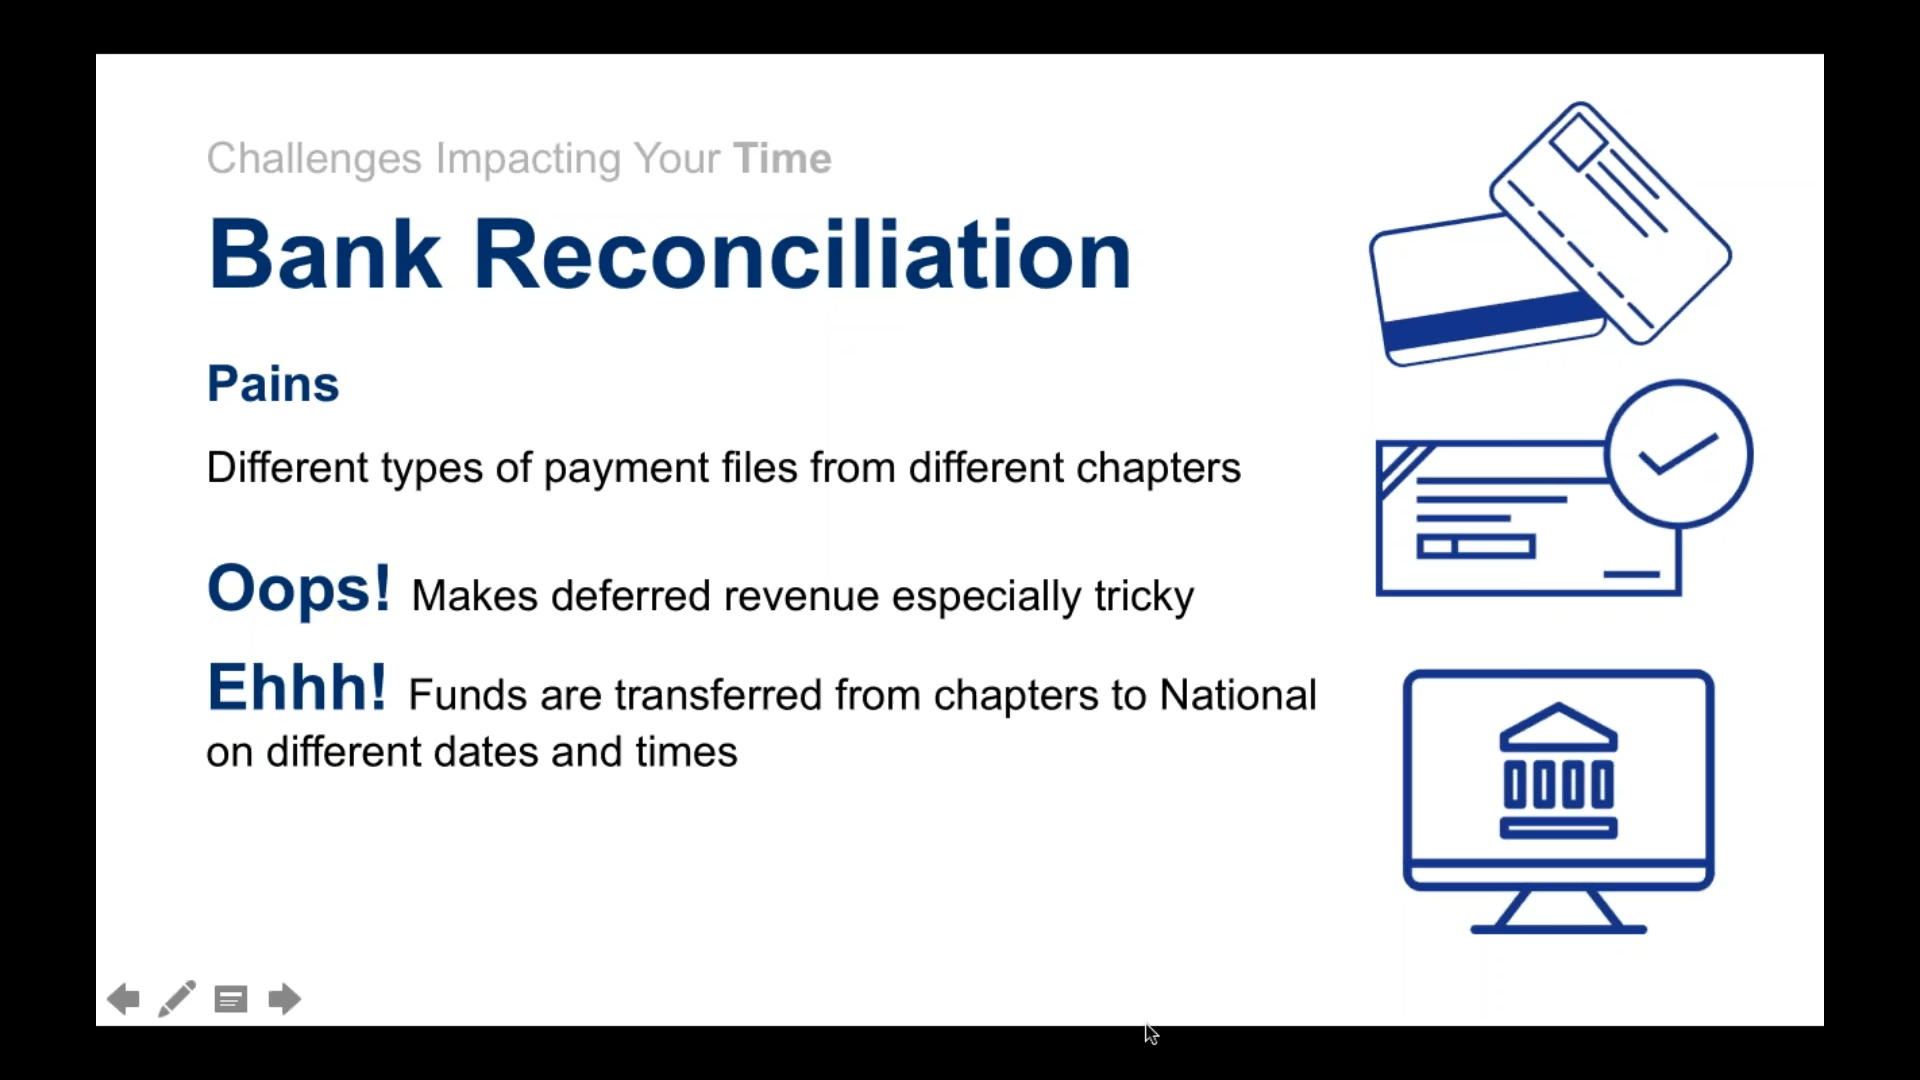 Challenges Impacting Your Time
Bank Reconciliation
Pains
Different types of payment files from different chapters
Oops! Makes deferred revenue especially tricky
Ehhh! Funds are transferred from chapters to National
on different dates and times